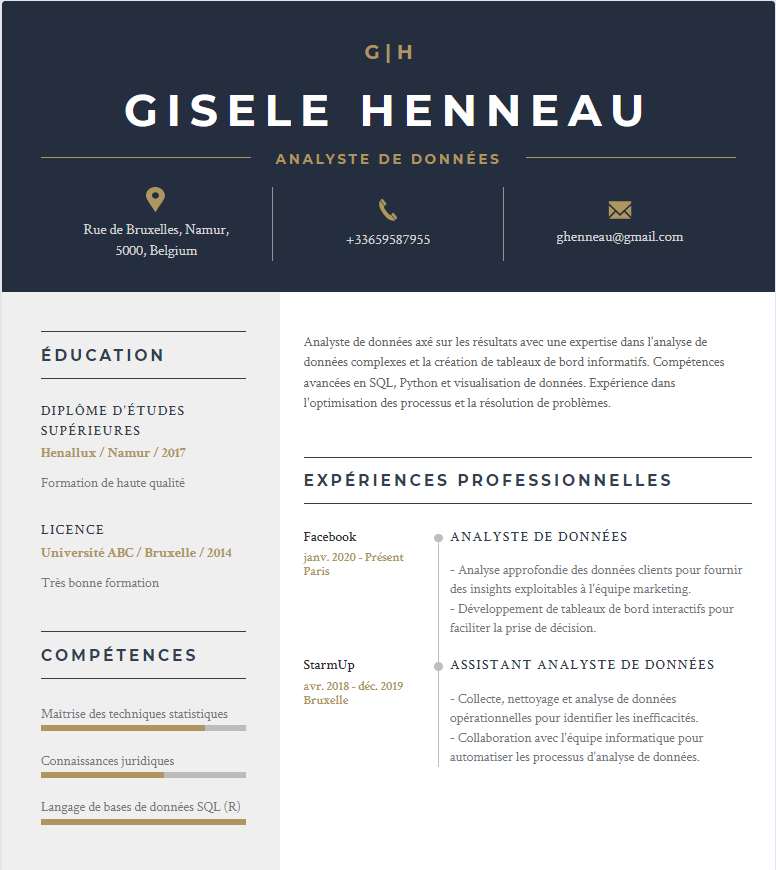 G|H
GISELE HENNEAU
ANALYSTE DE DONNÉES
Rue de Bruxelles, Namur,
5000, Belgium
+33659587955
ghenneau@gmail.com
ÉDUCATION
DIPLÔME D'ÉTUDES
SUPÉRIEURES
Henallux / Namur / 2017
Formation de haute qualité
LICENCE
Université ABC / Bruxelle / 2014
Très bonne formation
COMPÉTENCES
Maîtrise des techniques statistiques
Connaissances juridiques
Langage de bases de données SQL (R)
Analyste de données axé sur les résultats avec une expertise dans l'analyse de
données complexes et la création de tableaux de bord informatifs. Compétences
avancées en SQL, Python et visualisation de données. Expérience dans
l'optimisation des processus et la résolution de problèmes.
EXPÉRIENCES PROFESSIONNELLES
Facebook
janv. 2020 - Présent
Paris
ANALYSTE DE DONNÉES
- Analyse approfondie des données clients pour fournir
des insights exploitables à l'équipe marketing.
- Développement de tableaux de bord interactifs pour
faciliter la prise de décision.
StarmUp
avr. 2018 - déc. 2019
Bruxelle
ASSISTANT ANALYSTE DE DONNÉES
- Collecte, nettoyage et analyse de données
opérationnelles pour identifier les inefficacités.
- Collaboration avec l'équipe informatique pour
automatiser les processus d'analyse de données.